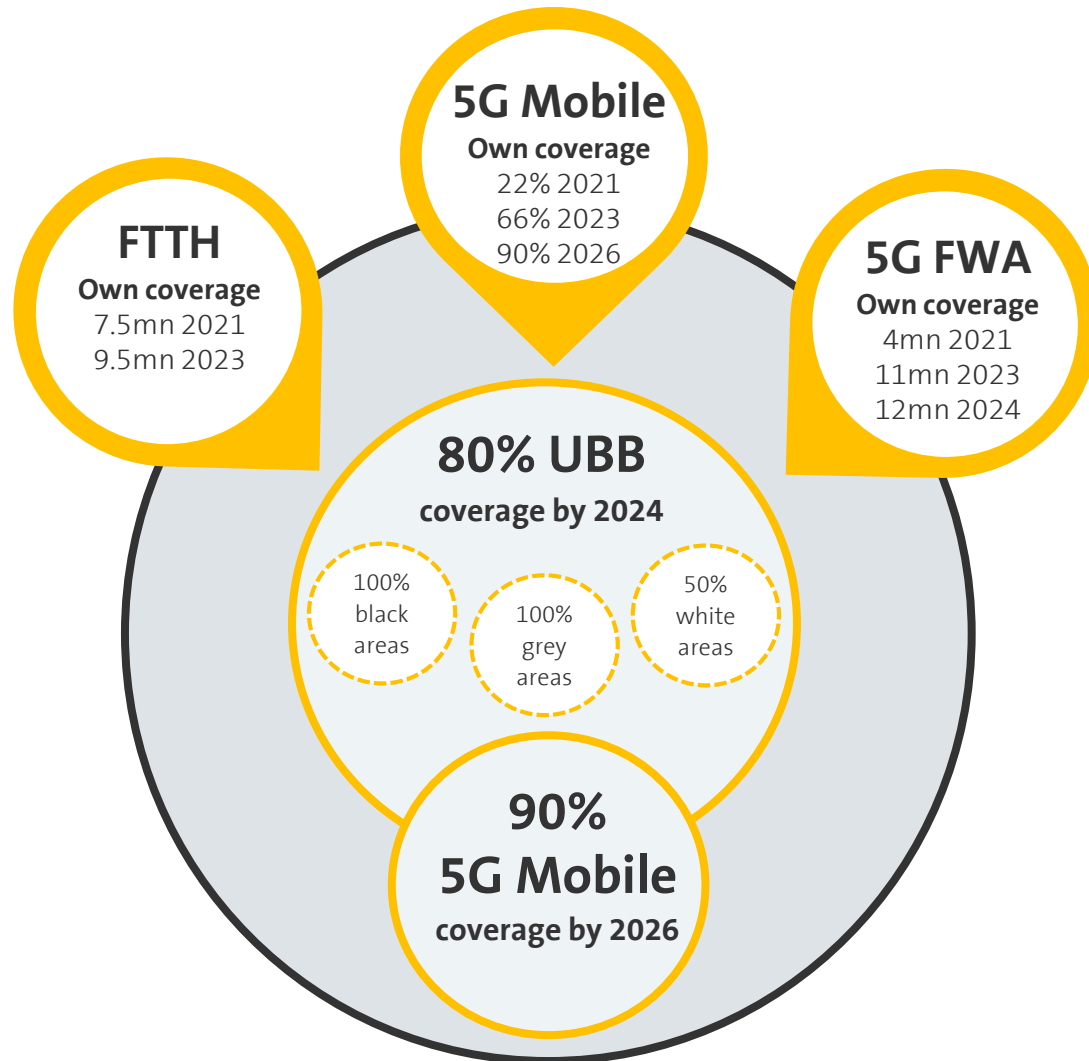 5G Mobile
Own coverage
22% 2021
66% 2023
90% 2026
FTTH
Own coverage
7.5mn 2021
9.5mn 2023
5G FWA
Own coverage
4mn 2021
11mn 2023
12mn 2024
80% UBB
coverage by 2024
100%
black
areas
100%
grey
areas
50%
white
areas
90%
5G Mobile
coverage by 2026